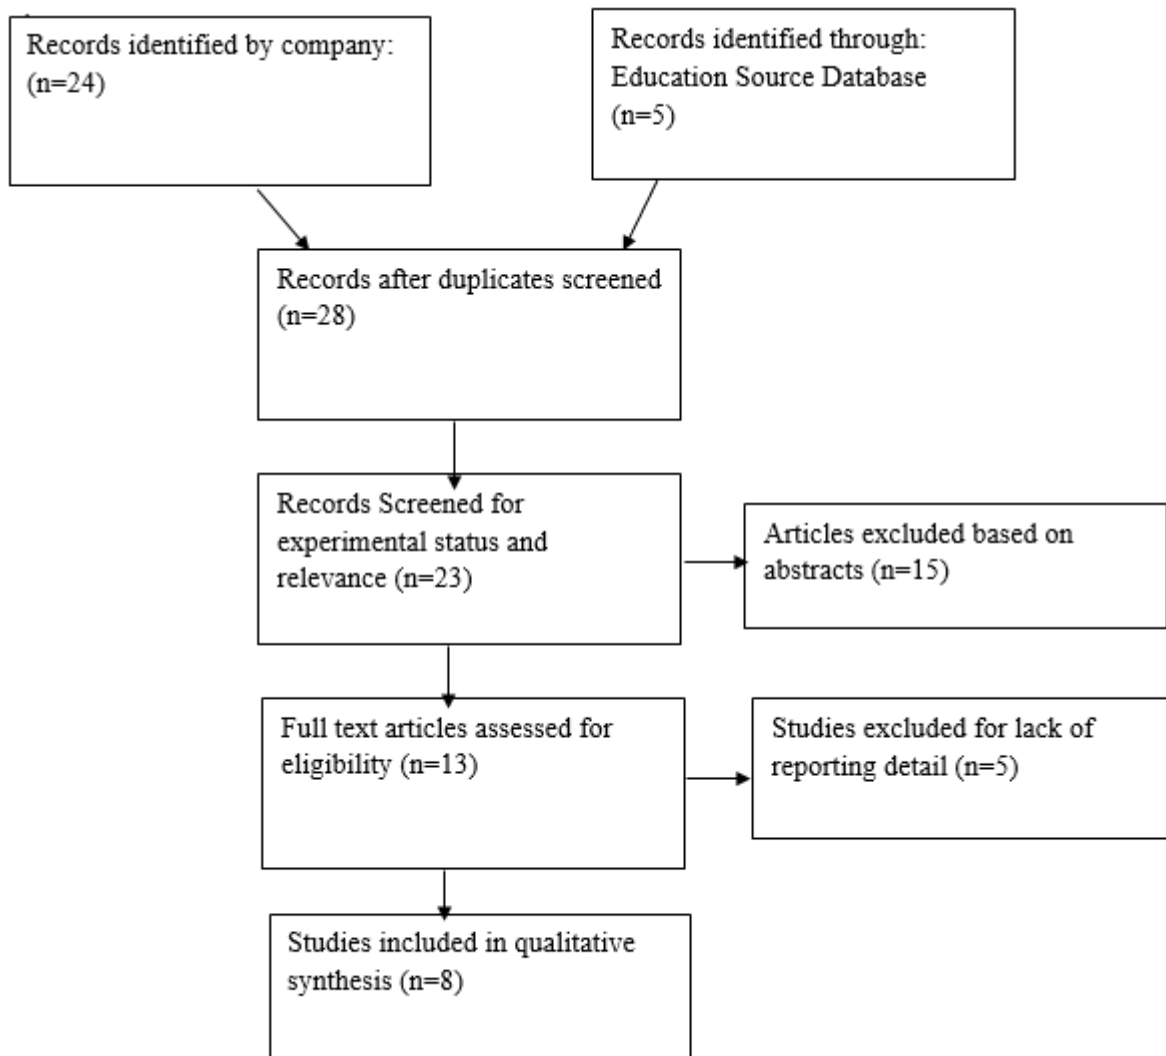 Records identified by company:
(n=24)
Records identified through:
Education Source Database
(n=5)
Records after duplicates screened
(n=28)
Records Screened for
experimental status and
relevance (n=23)
Articles excluded based on
abstracts (n=15)
Full text articles assessed for
eligibility (n=13)
Studies excluded for lack of
reporting detail (n=5)
Studies included in qualitative
synthesis (n=8)